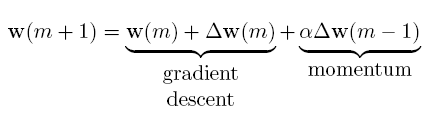 w(m + 1) = w(m) + Δw(m) + αΔw(m − 1)
gradient descent
momentum